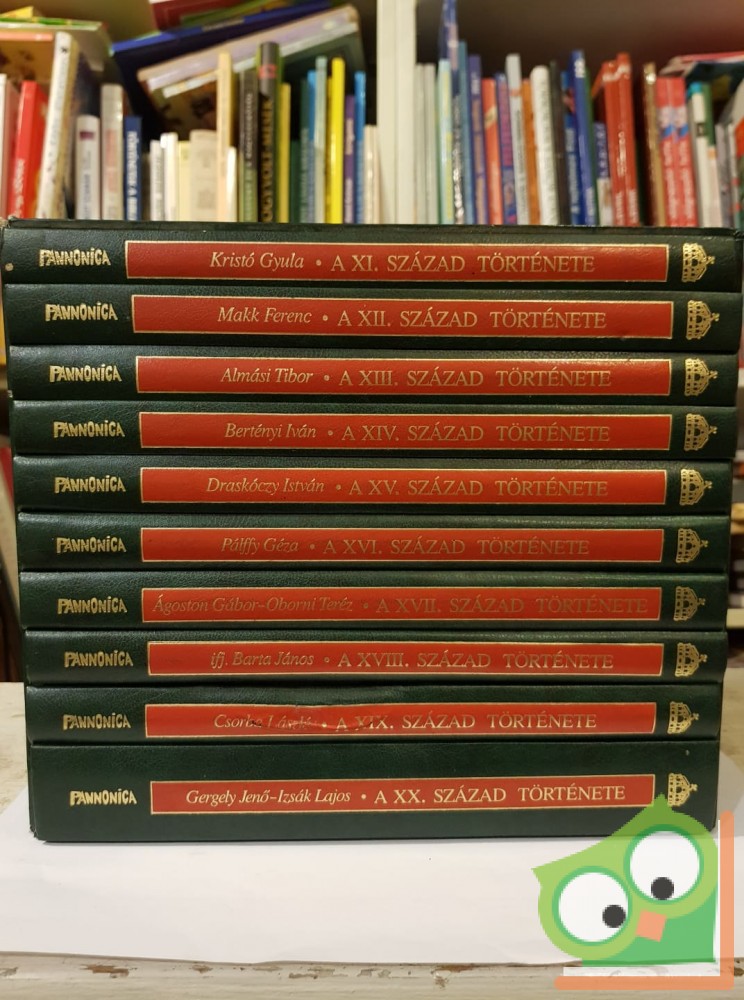 PANNONICA Kristó Gyula • A XI. SZÁZAD TÖRTÉNETE
PANNONICA Makk Ferenc • A XII. SZÁZAD TÖRTÉNETE
PANNONICA Almási Tibor • A XIII. SZÁZAD TÖRTÉNETE
PANNONICA Bertényi Iván • A XIV. SZÁZAD TÖRTÉNETE
PANNONICA Draskóczy István • A XV. SZÁZAD TÖRTÉNETE
PANNONICA Pálffy Géza • A XVI. SZÁZAD TÖRTÉNETE
PANNONICA Ágoston Gábor–Oborni Teréz • A XVII. SZÁZAD TÖRTÉNETE
PANNONICA ifj. Barta János • A XVIII. SZÁZAD TÖRTÉNETE
PANNONICA Csorba László • A XIX. SZÁZAD TÖRTÉNETE
PANNONICA Gergely Jenő–Izsák Lajos • A XX. SZÁZAD TÖRTÉNETE